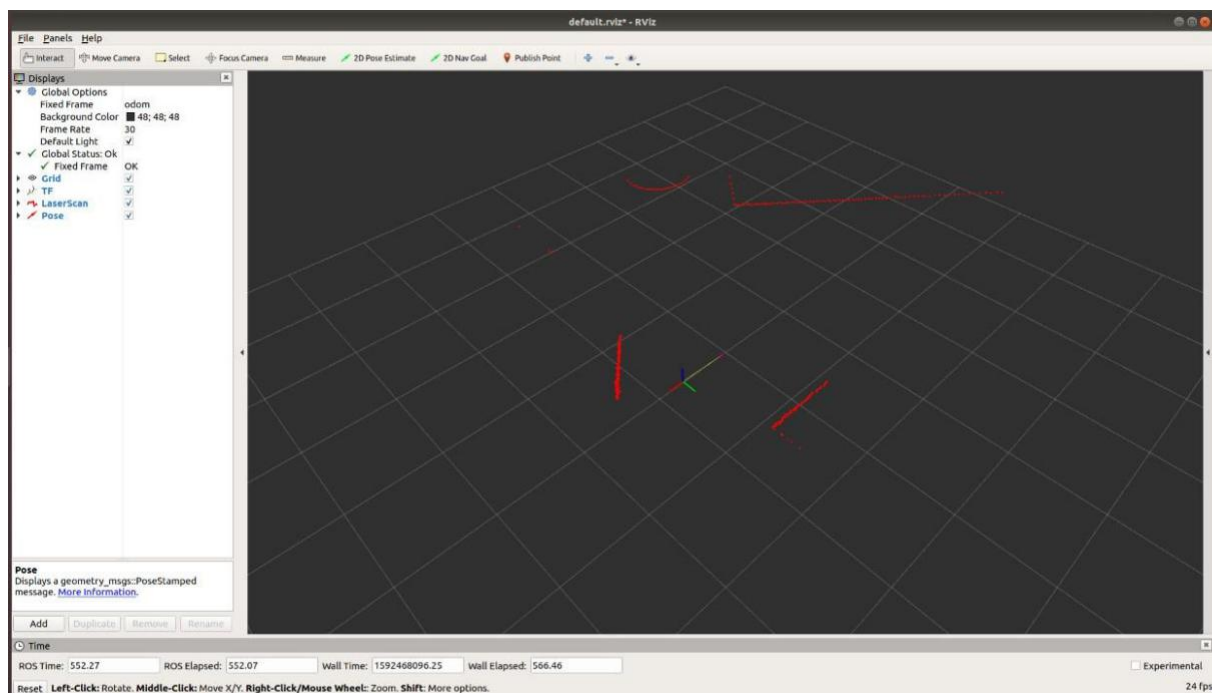 default.rviz* - RViz
File Panels Help
Interact Move Camera Select Focus Camera Measure 2D Pose Estimate 2D Nav Goal Publish Point
Displays
Global Options
Fixed Frame odom
Background Color 48; 48; 48
Frame Rate 30
Default Light
Global Status: Ok
Fixed Frame OK
Grid
TF
LaserScan
Pose
Pose
Displays a geometry_msgs::PoseStamped
message. More Information.
Add Duplicate Remove Rename
Time
ROS Time: 552.27 ROS Elapsed: 552.07 Wall Time: 1592468096.25 Wall Elapsed: 566.46 Experimental
Reset Left-Click: Rotate. Middle-Click: Move X/Y. Right-Click/Mouse Wheel:: Zoom. Shift: More options. 24 fps